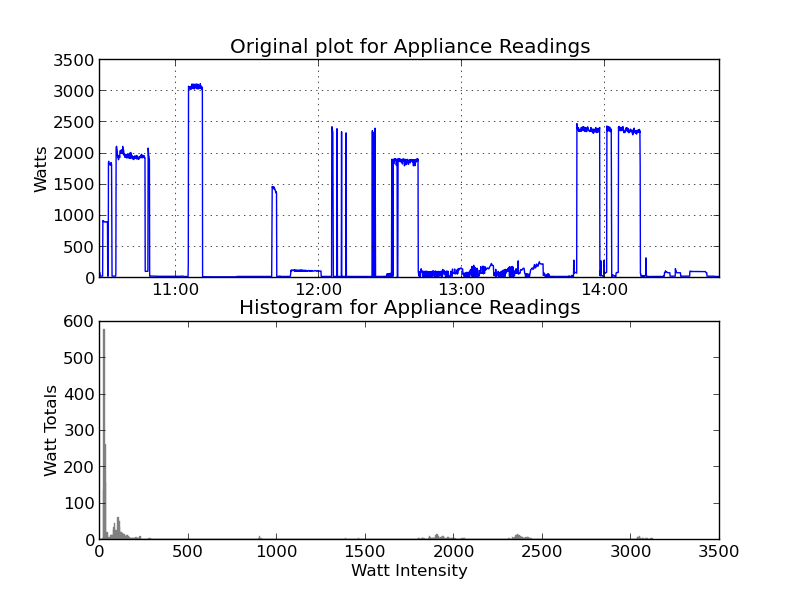 Original plot for Appliance Readings
3500
3000
2500
2000
1500
1000
500
0
Watts
11:00 12:00 13:00 14:00
Histogram for Appliance Readings
600
500
400
300
200
100
0
Watt Totals
0 500 1000 1500 2000 2500 3000 3500
Watt Intensity